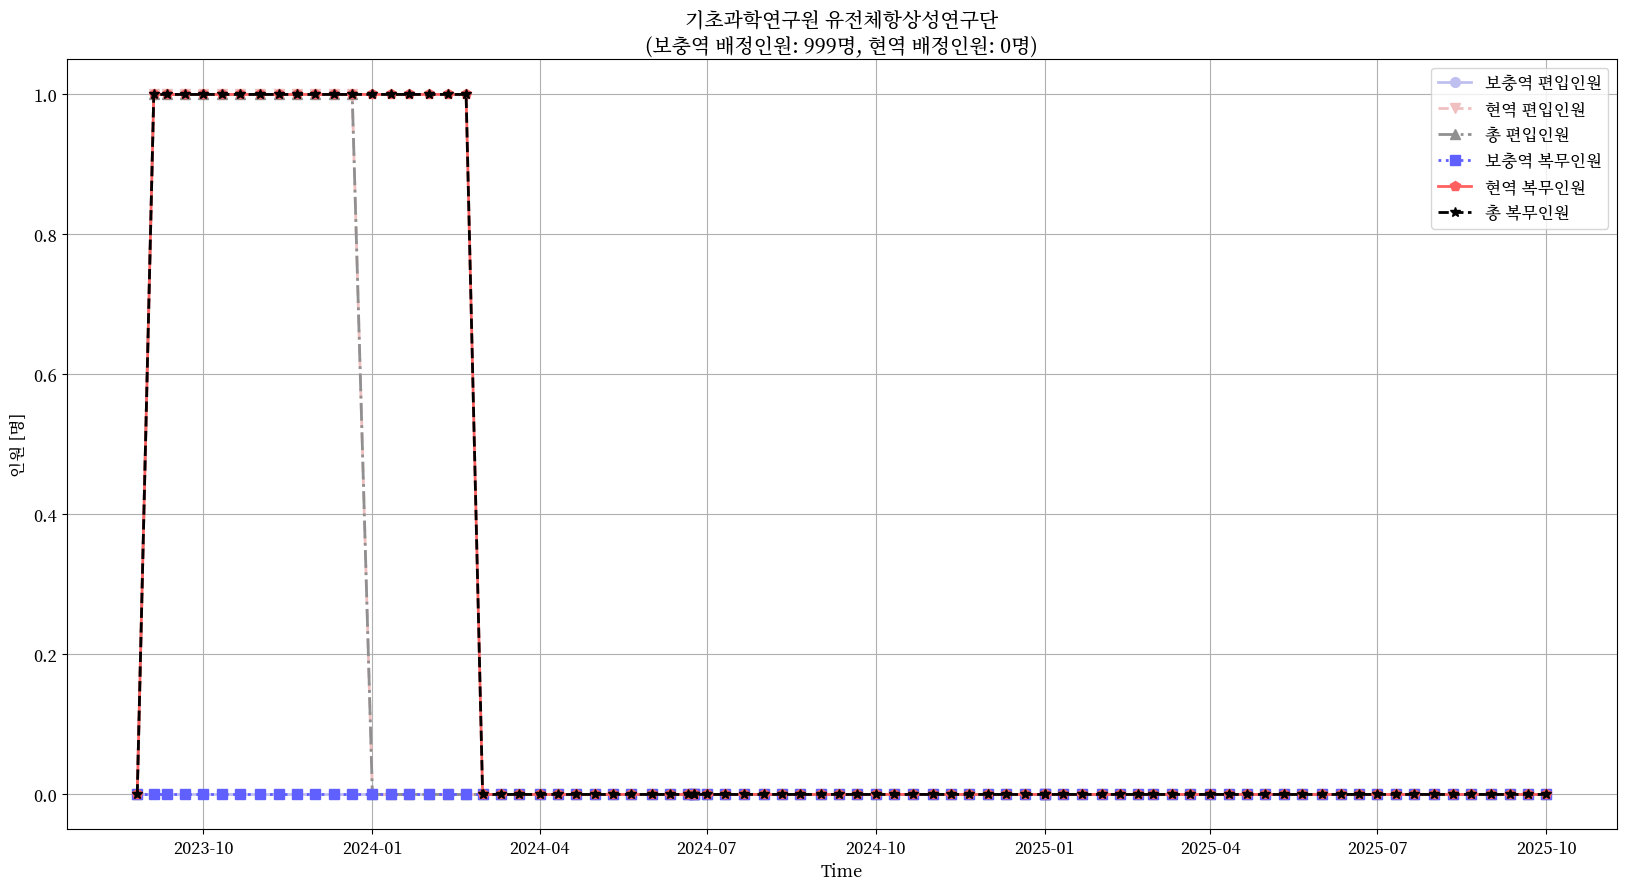 기초과학연구원 유전체항상성연구단
(보충역 배정인원: 999명, 현역 배정인원: 0명)
보충역 편입인원
현역 편입인원
총 편입인원
보충역 복무인원
현역 복무인원
총 복무인원
인원 [명]
1.0
0.8
0.6
0.4
0.2
0.0
2023-10
2024-01
2024-04
2024-07
2024-10
2025-01
2025-04
2025-07
2025-10
Time